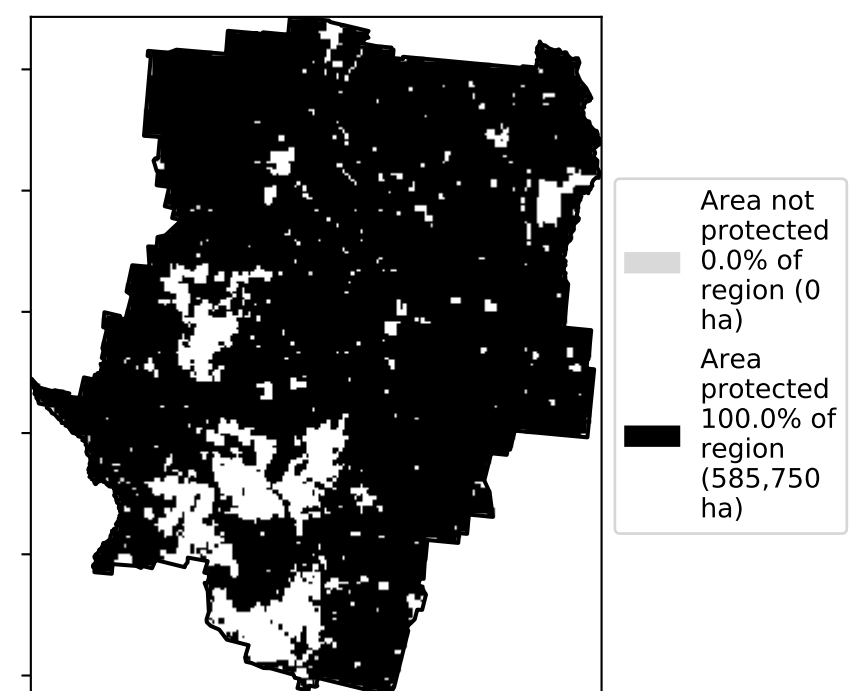 Area not
protected
0.0% of
region (0
ha)
Area
protected
100.0% of
region
(585,750
ha)